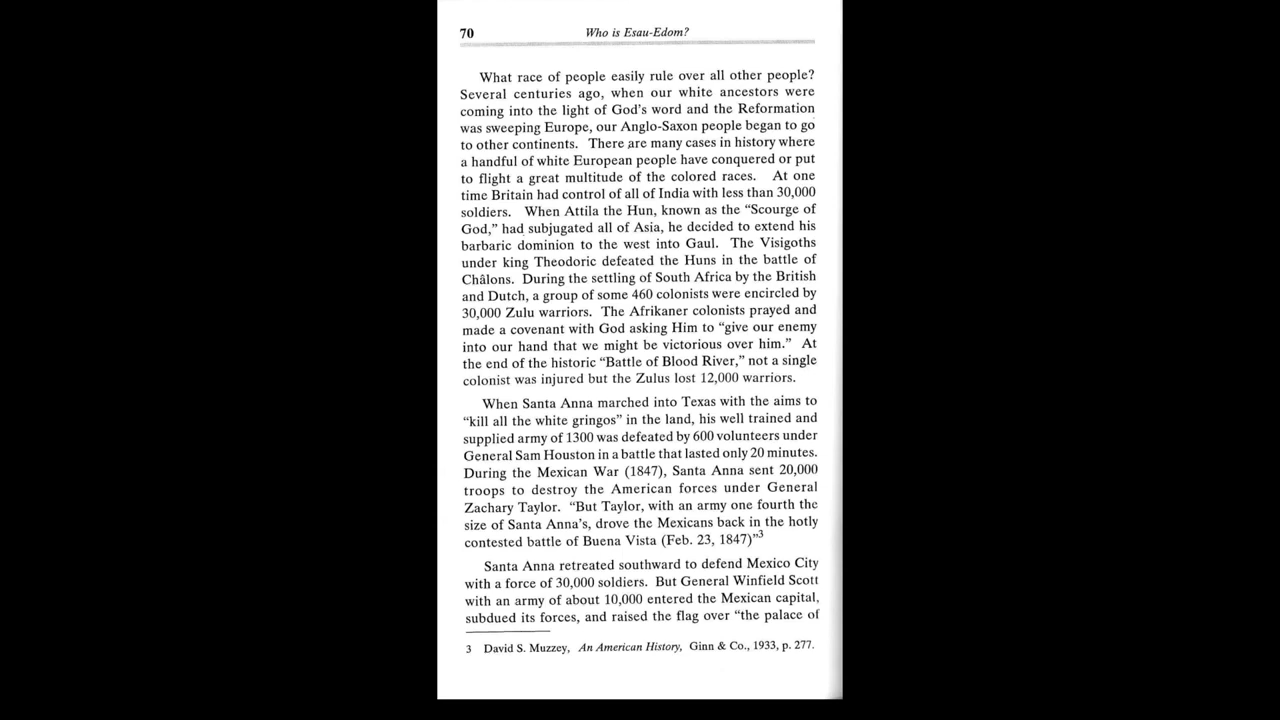 70 Who is Esau-Edom?
What race of people easily rule over all other people?
Several centuries ago, when our white ancestors were
coming into the light of God's word and the Reformation
was sweeping Europe, our Anglo-Saxon people began to go
to other continents. There are many cases in history where
a handful of white European people have conquered or put
to flight a great multitude of the colored races. At one
time Britain had control of all of India with less than 30,000
soldiers. When Attila the Hun, known as the “Scourge of
God,” had subjugated all of Asia, he decided to extend his
barbaric dominion to the west into Gaul. The Visigoths
under king Theodoric defeated the Huns in the battle of
Châlons. During the settling of South Africa by the British
and Dutch, a group of some 460 colonists were encircled by
30,000 Zulu warriors. The Afrikaner colonists prayed and
made a covenant with God asking Him to “give our enemy
into our hand that we might be victorious over him.” At
the end of the historic “Battle of Blood River,” not a single
colonist was injured but the Zulus lost 12,000 warriors.
When Santa Anna marched into Texas with the aims to
“kill all the white gringos” in the land, his well trained and
supplied army of 1300 was defeated by 600 volunteers under
General Sam Houston in a battle that lasted only 20 minutes.
During the Mexican War (1847), Santa Anna sent 20,000
troops to destroy the American forces under General
Zachary Taylor. “But Taylor, with an army one fourth the
size of Santa Anna's, drove the Mexicans back in the hotly
contested battle of Buena Vista (Feb. 23, 1847)”3
Santa Anna retreated southward to defend Mexico City
with a force of 30,000 soldiers. But General Winfield Scott
with an army of about 10,000 entered the Mexican capital,
subdued its forces, and raised the flag over “the palace of
3 David S. Muzzey, An American History, Ginn & Co., 1933, p. 277.